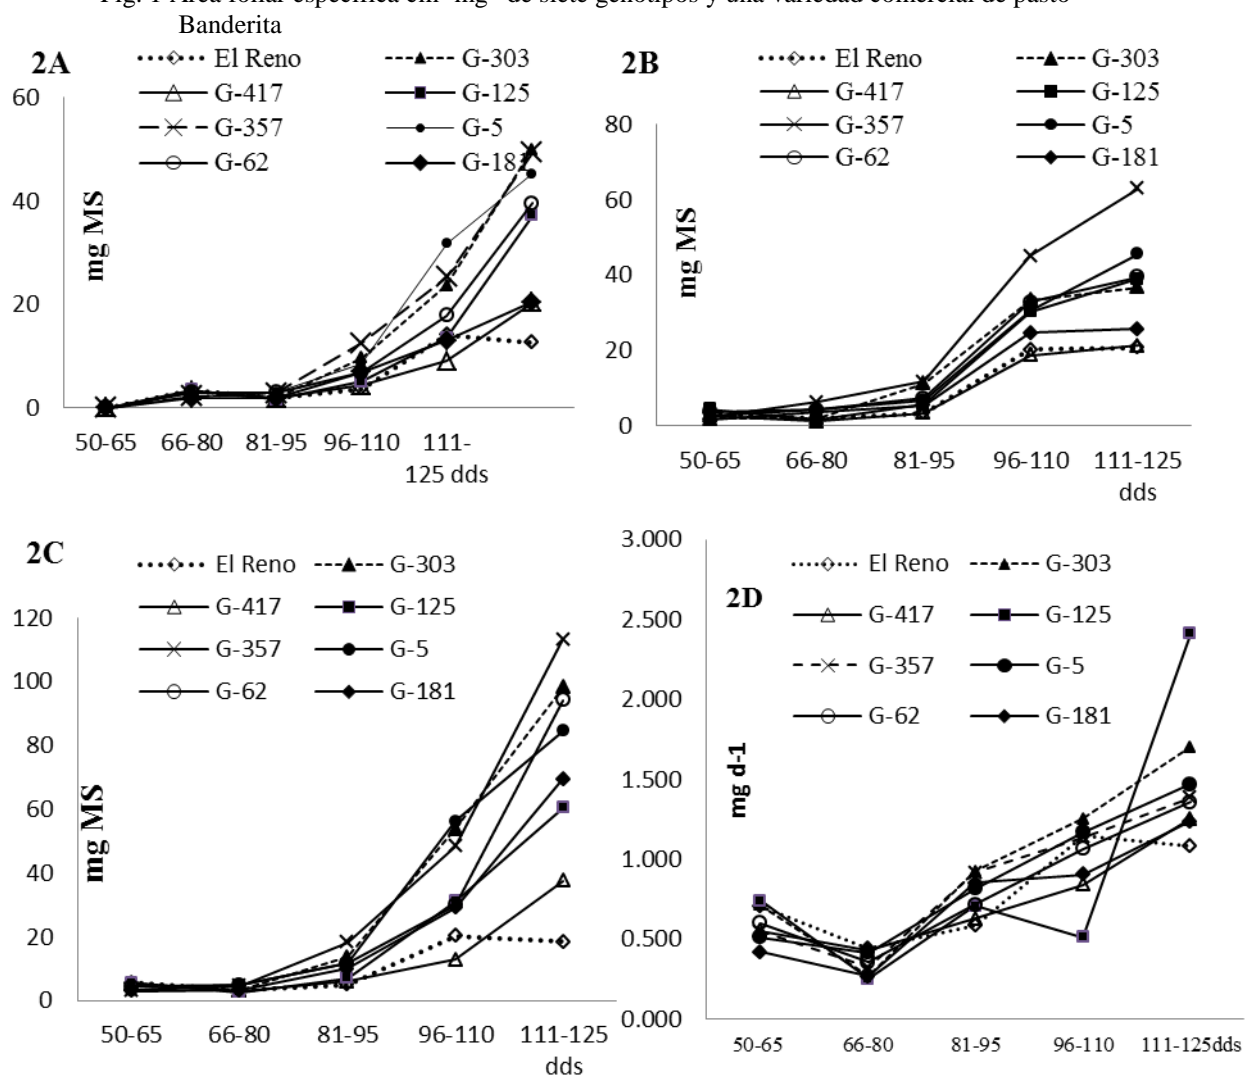 Fig. 1 Área foliar específica cm² mg⁻¹ de siete genotipos y una variedad comercial de pasto
Banderita
2A
El Reno
G-303
G-417
G-125
G-357
G-5
G-62
G-181
60
40
20
0
mg MS
50-65
66-80
81-95
96-110
111-
125 dds
2B
El Reno
G-303
G-417
G-125
G-357
G-5
G-62
G-181
80
60
40
20
0
mg MS
50-65
66-80
81-95
96-110
111-125
dds
2C
El Reno
G-303
G-417
G-125
G-357
G-5
G-62
G-181
120
100
80
60
40
20
0
mg MS
50-65
66-80
81-95
96-110
111-125
dds
2D
El Reno
G-303
G-417
G-125
G-357
G-5
G-62
G-181
3.000
2.500
2.000
1.500
1.000
0.500
0.000
mg d-1
50-65
66-80
81-95
96-110
111-125dds